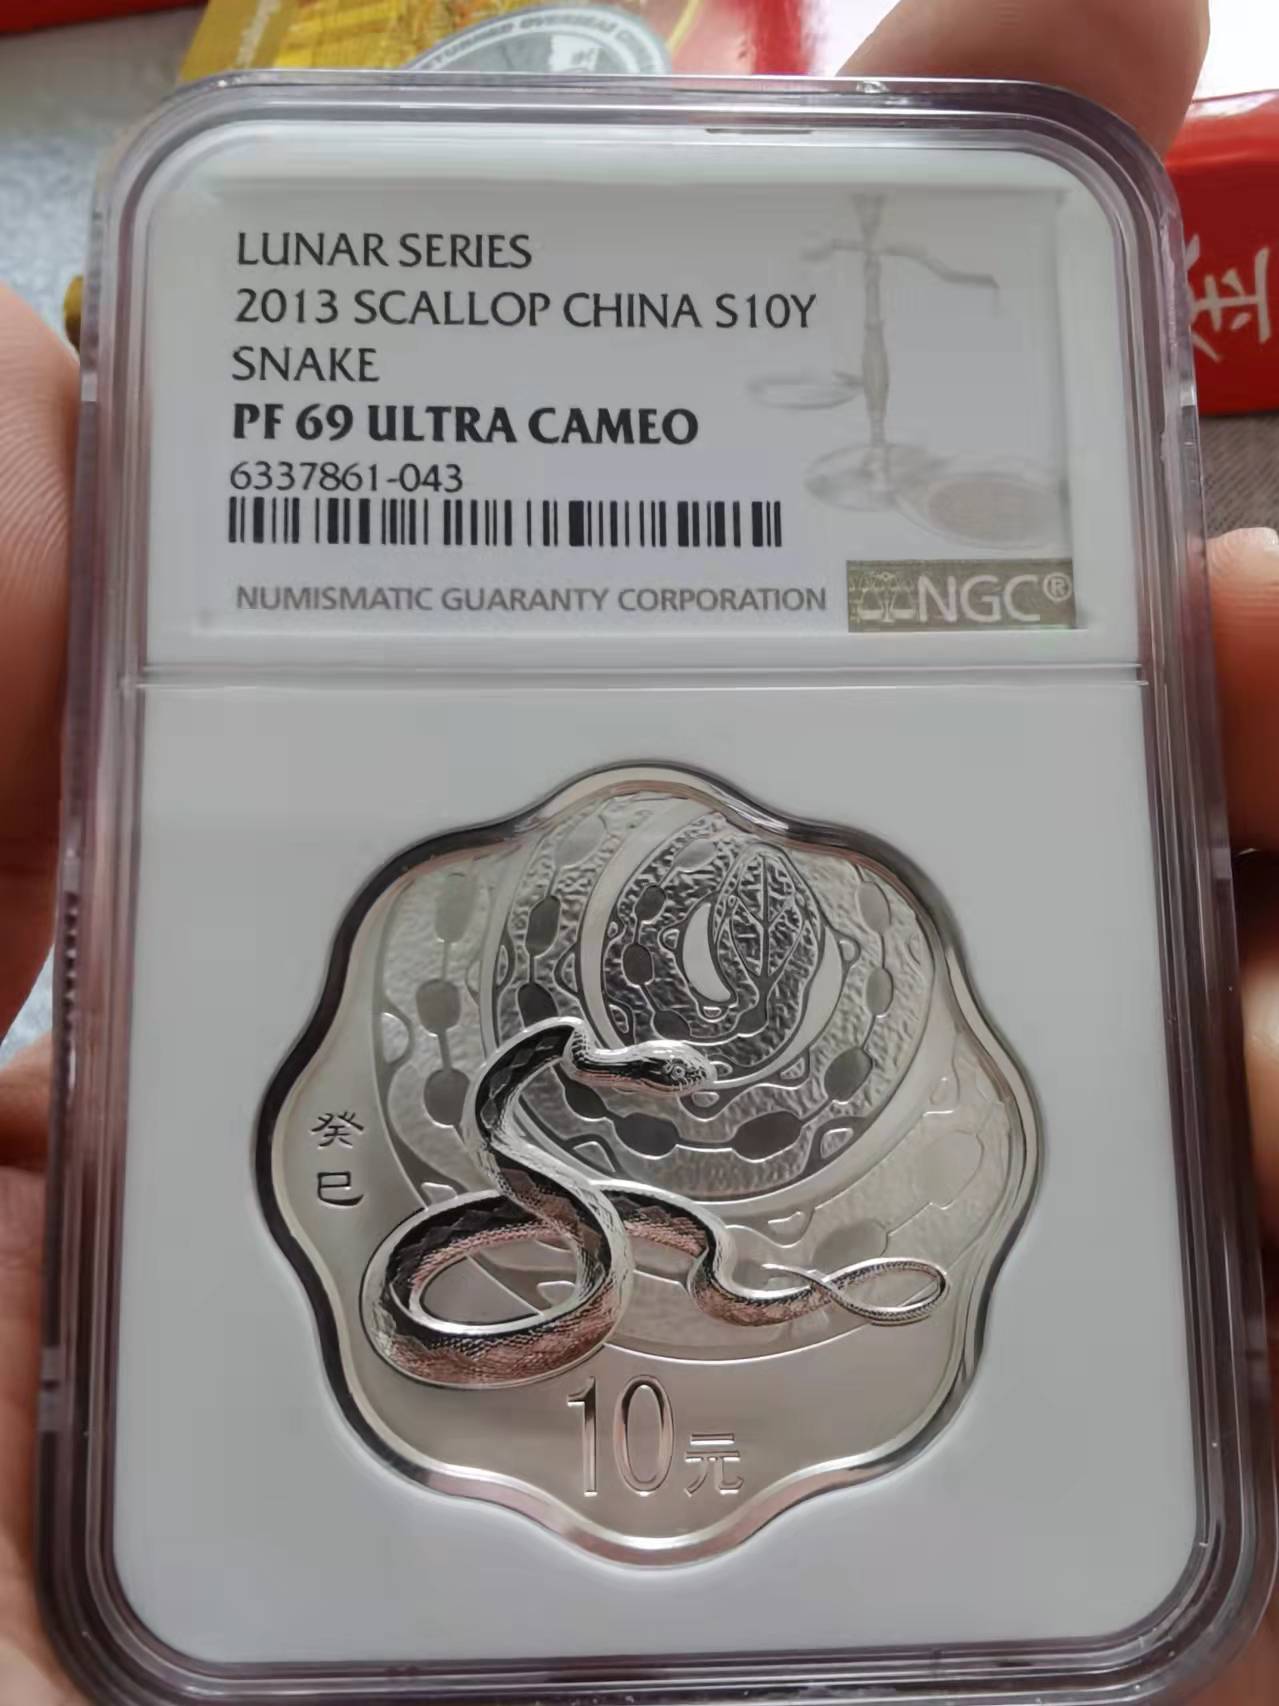 LUNAR SERIES
2013 SCALLOP CHINA S10Y
SNAKE
PF 69 ULTRA CAMEO
6337861-043
NUMISMATIC GUARANTY CORPORATION
NGC®
癸
巳
10元